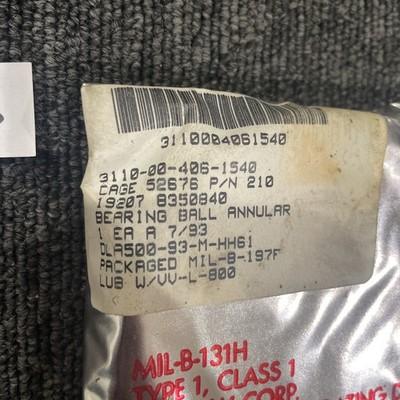 3110004061540
3110-00-406-1540
CAGE 52676 P/N 210
19207 8350840
BEARING BALL ANNULAR
1 EA A 7/93
DLA500-93-M-HH61
PACKAGED MIL-B-197F
LUB W/VV-L-800
MIL-B-131H
TYPE 1, CLASS 1
CORP.